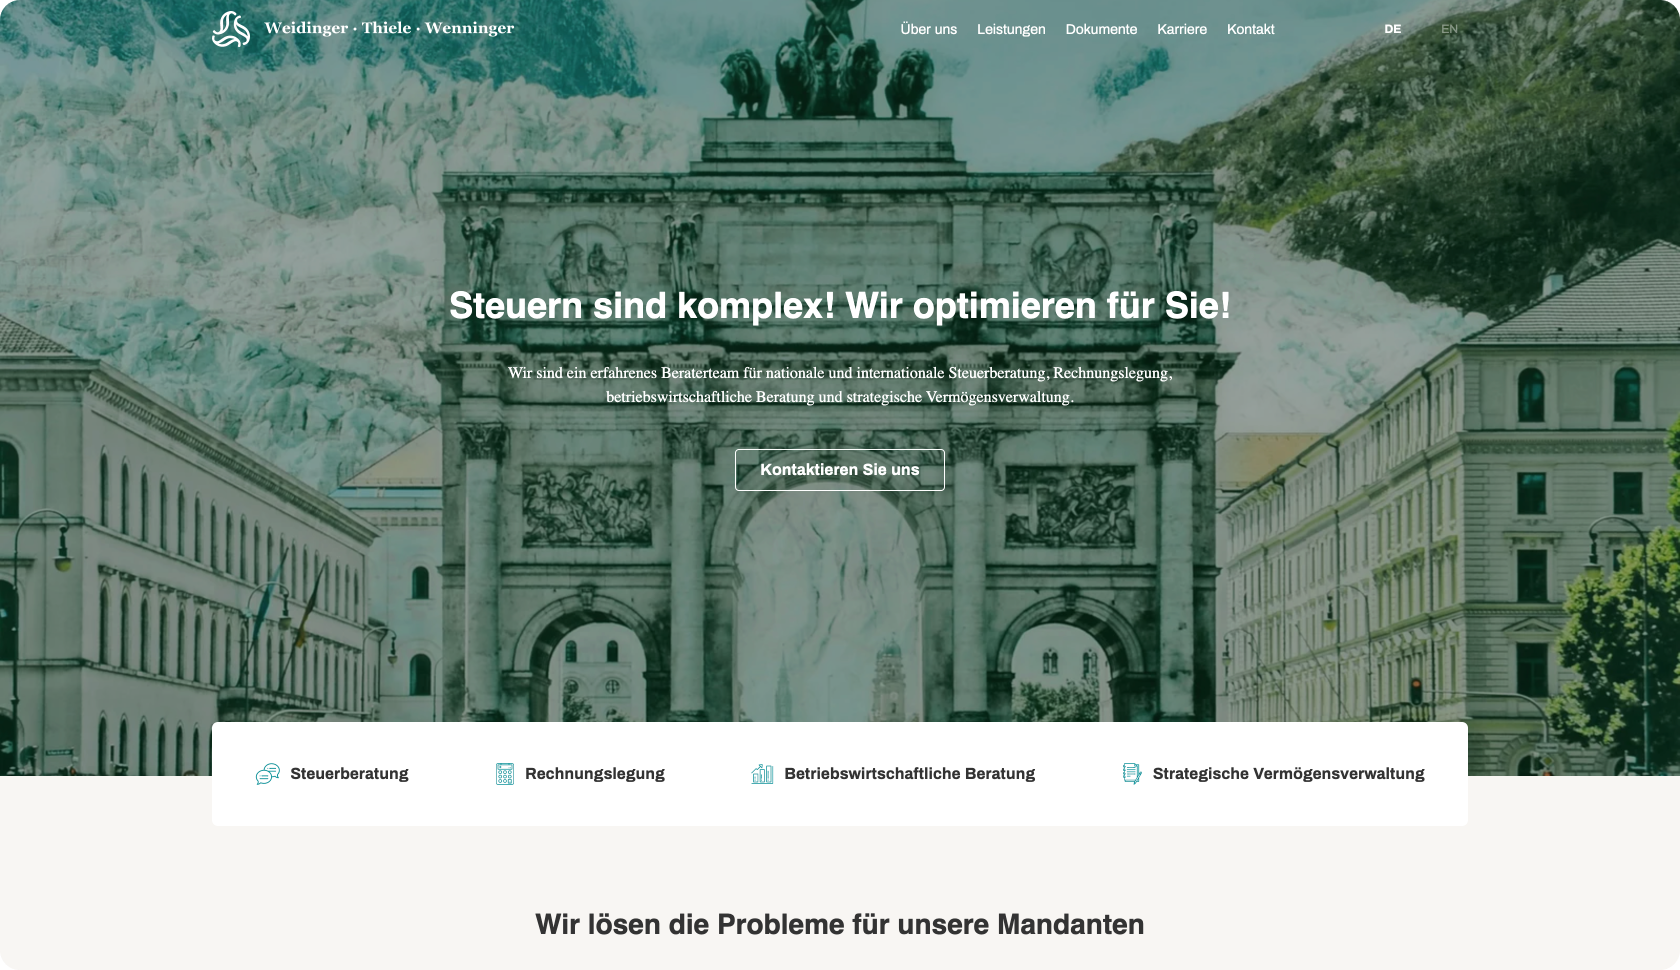 Weidinger · Thiele · Wenninger
Über uns Leistungen Dokumente Karriere Kontakt DE EN
Steuern sind komplex! Wir optimieren für Sie!
Wir sind ein erfahrenes Beraterteam für nationale und internationale Steuerberatung, Rechnungslegung,
betriebswirtschaftliche Beratung und strategische Vermögensverwaltung.
Kontaktieren Sie uns
Steuerberatung Rechnungslegung Betriebswirtschaftliche Beratung Strategische Vermögensverwaltung
Wir lösen die Probleme für unsere Mandanten